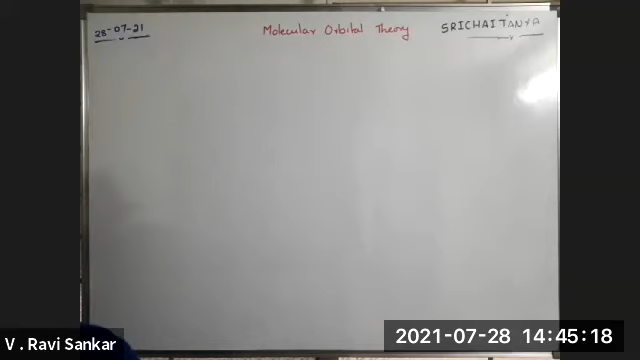 28-07-21 Molecular Orbital Theory SRICHAITANYA
V . Ravi Sankar
2021-07-28 14:45:18